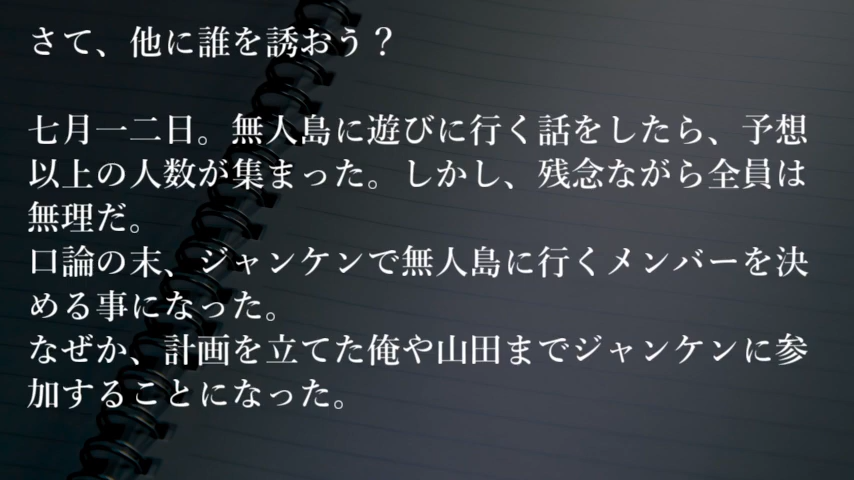 さて、他に誰を誘おう？
七月一二日。無人島に遊びに行く話をしたら、予想
以上の人数が集まった。しかし、残念ながら全員は
無理だ。
口論の末、ジャンケンで無人島に行くメンバーを決
める事になった。
なぜか、計画を立てた俺や山田までジャンケンに参
加することになった。